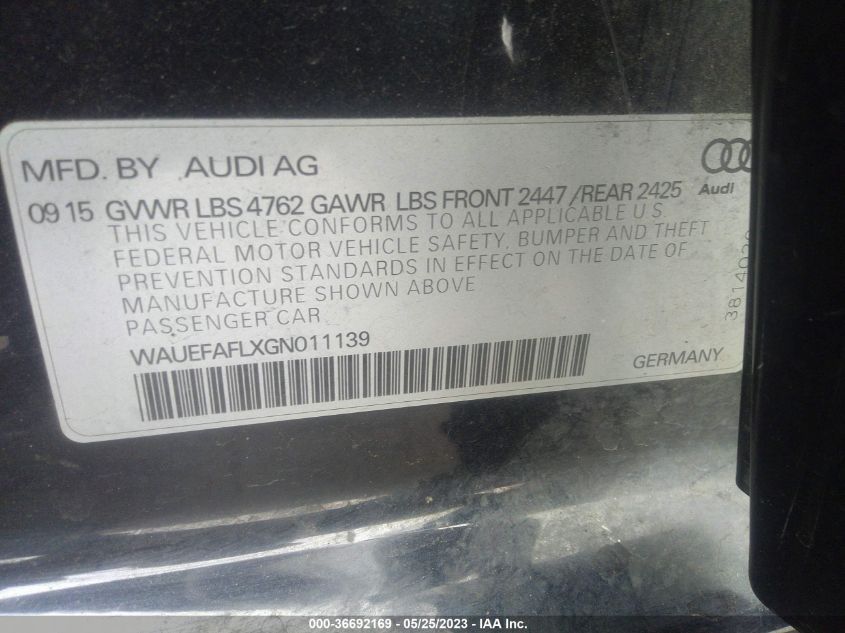 MFD. BY AUDI AG
Audi
09 15 GVWR LBS 4762 GAWR LBS FRONT 2447 /REAR 2425
THIS VEHICLE CONFORMS TO ALL APPLICABLE U.S.
FEDERAL MOTOR VEHICLE SAFETY, BUMPER AND THEFT
PREVENTION STANDARDS IN EFFECT ON THE DATE OF
MANUFACTURE SHOWN ABOVE
PASSENGER CAR
WAUEFAFLXGN011139
GERMANY
000-36692169 - 05/25/2023 - IAA Inc.